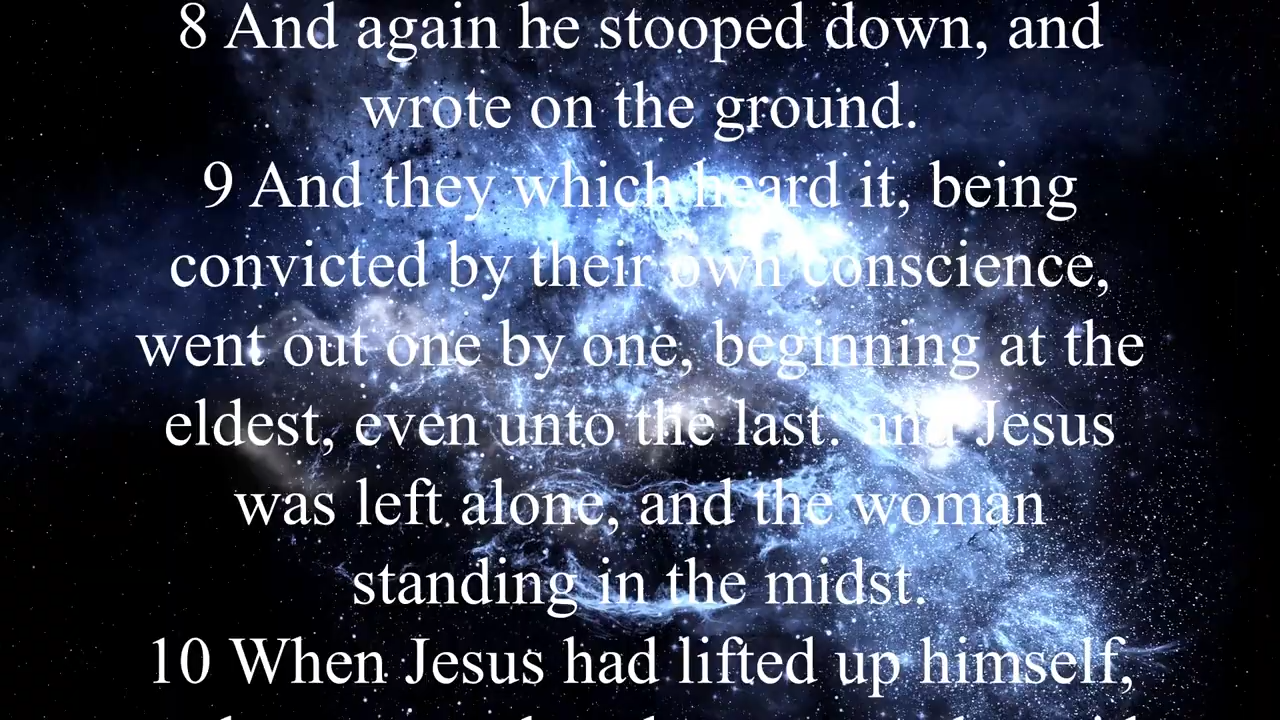 8 And again he stooped down, and
wrote on the ground.
9 And they which heard it, being
convicted by their own conscience,
went out one by one, beginning at the
eldest, even unto the last. and Jesus
was left alone, and the woman
standing in the midst.
10 When Jesus had lifted up himself,